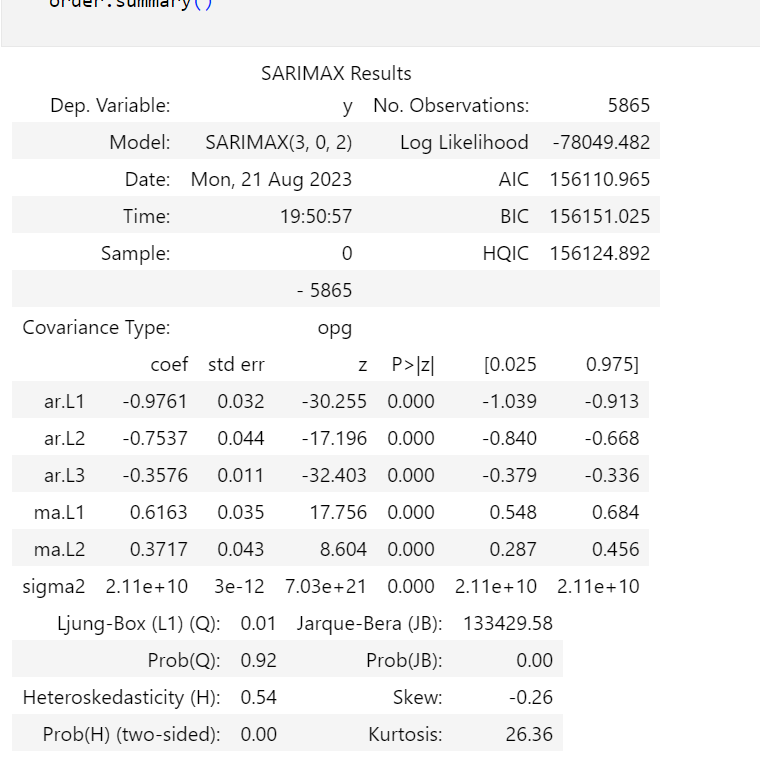 order.summary()
SARIMAX Results
Dep. Variable: y No. Observations: 5865
Model: SARIMAX(3, 0, 2) Log Likelihood -78049.482
Date: Mon, 21 Aug 2023 AIC 156110.965
Time: 19:50:57 BIC 156151.025
Sample: 0 HQIC 156124.892
- 5865
Covariance Type: opg
coef std err z P>|z| [0.025 0.975]
ar.L1 -0.9761 0.032 -30.255 0.000 -1.039 -0.913
ar.L2 -0.7537 0.044 -17.196 0.000 -0.840 -0.668
ar.L3 -0.3576 0.011 -32.403 0.000 -0.379 -0.336
ma.L1 0.6163 0.035 17.756 0.000 0.548 0.684
ma.L2 0.3717 0.043 8.604 0.000 0.287 0.456
sigma2 2.11e+10 3e-12 7.03e+21 0.000 2.11e+10 2.11e+10
Ljung-Box (L1) (Q): 0.01 Jarque-Bera (JB): 133429.58
Prob(Q): 0.92 Prob(JB): 0.00
Heteroskedasticity (H): 0.54 Skew: -0.26
Prob(H) (two-sided): 0.00 Kurtosis: 26.36